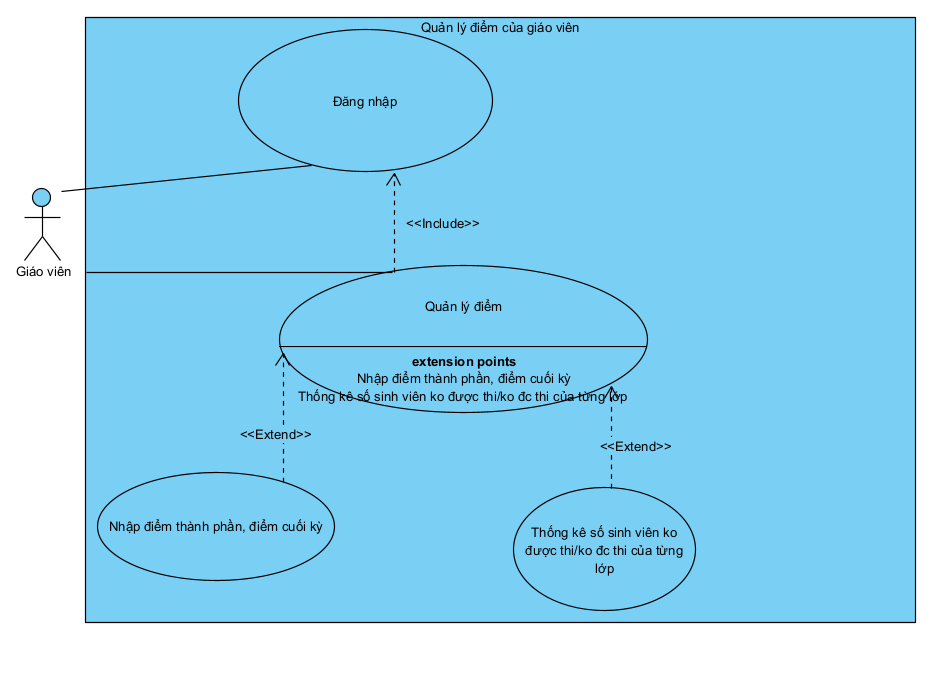 Quản lý điểm của giáo viên
Đăng nhập
<<Include>>
Giáo viên
Quản lý điểm
extension points
Nhập điểm thành phần, điểm cuối kỳ
Thống kê số sinh viên ko được thi/ko đc thi của từng lớp
<<Extend>>
<<Extend>>
Nhập điểm thành phần, điểm cuối kỳ
Thống kê số sinh viên ko
được thi/ko đc thi của từng
lớp